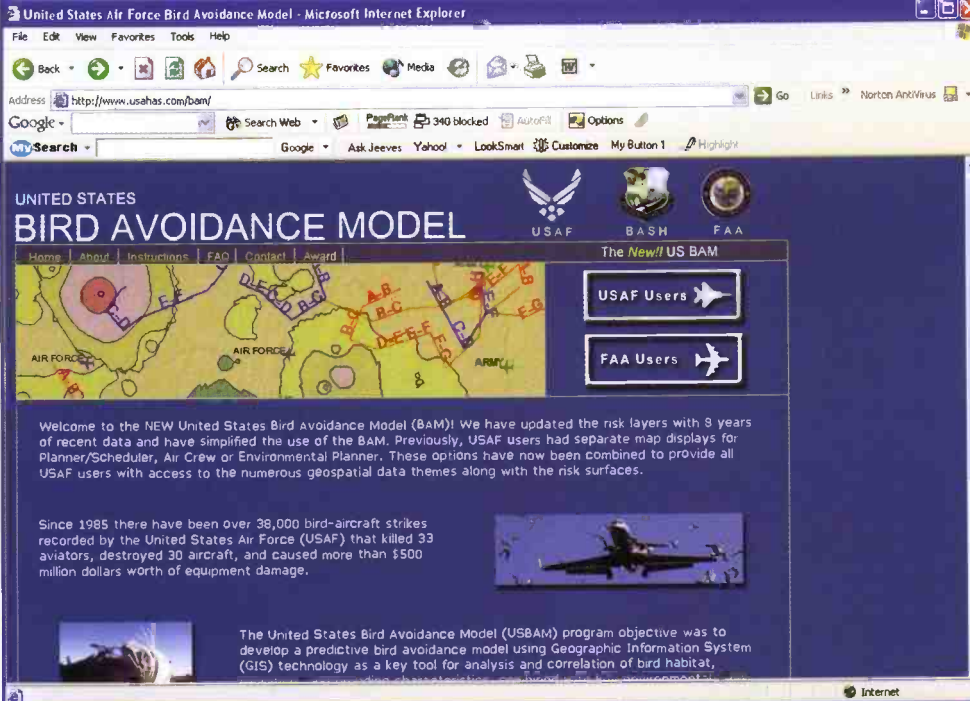 United States Air Force Bird Avoidance Model - Microsoft Internet Explorer
File Edit View Favorites Tools Help
Back Search Favorites Media
Address http://www.usahas.com/bam/ Go Links » Norton AntiVirus
Google Search Web PageRank 340 blocked AutoFill Options
MySearch Google Ask Jeeves Yahoo! LookSmart Customize My Button 1 Highlight
UNITED STATES
BIRD AVOIDANCE MODEL
USAF BASH FAA
Home | About | Instructions | FAQ | Contact | Award |
The New!! US BAM
USAF Users
FAA Users
AIR FORCE
AIR FORCE
ARMY
A-B
B-C
C-D
E-F
E-G
Welcome to the NEW United States Bird Avoidance Model (BAM)! We have updated the risk layers with 9 years
of recent data and have simplified the use of the BAM. Previously, USAF users had separate map displays for
Planner/Scheduler, Air Crew or Environmental Planner. These options have now been combined to provide all
USAF users with access to the numerous geospatial data themes along with the risk surfaces.
Since 1985 there have been over 38,000 bird-aircraft strikes
recorded by the United States Air Force (USAF) that killed 33
aviators, destroyed 30 aircraft, and caused more than $500
million dollars worth of equipment damage.
The United States Bird Avoidance Model (USBAM) program objective was to
develop a predictive bird avoidance model using Geographic Information System
(GIS) technology as a key tool for analysis and correlation of bird habitat,
Internet